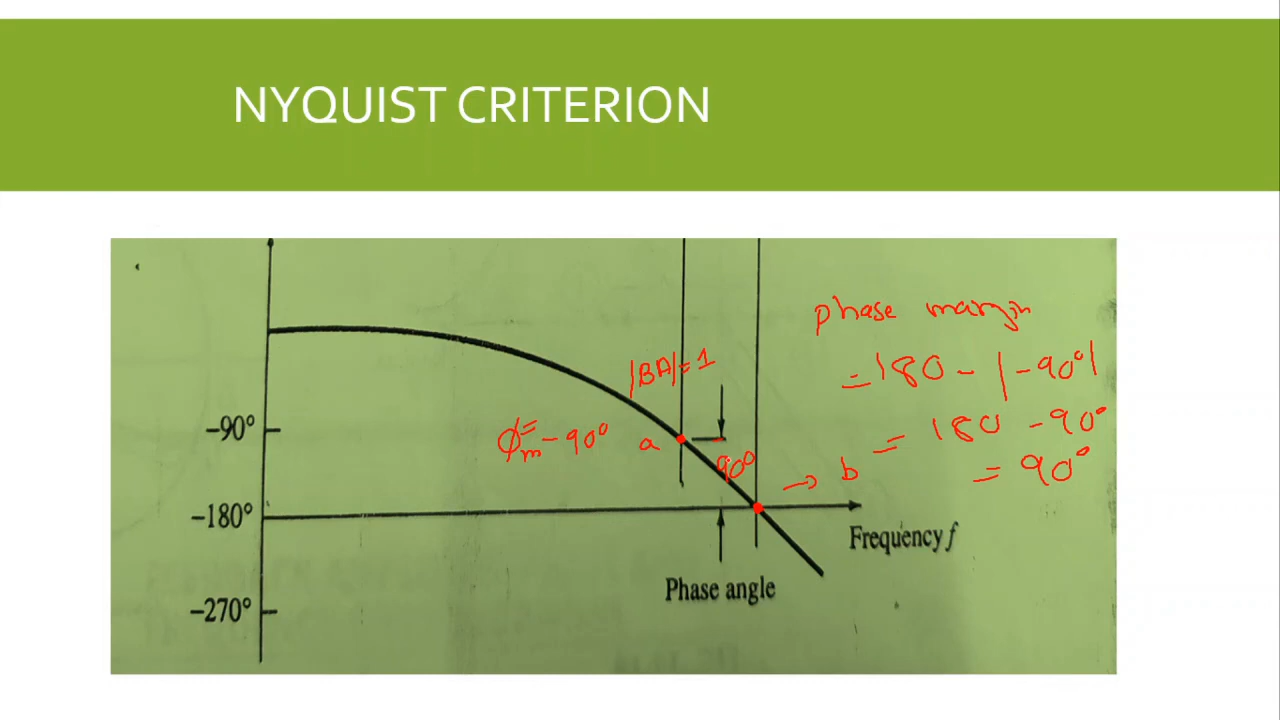 NYQUIST CRITERION
phase margin
|BA|=1
=180-|-90°|
-90°
ϕm=-90°
a
= 180 -90°
90°
→ b
= 90°
-180°
Frequency f
Phase angle
-270°